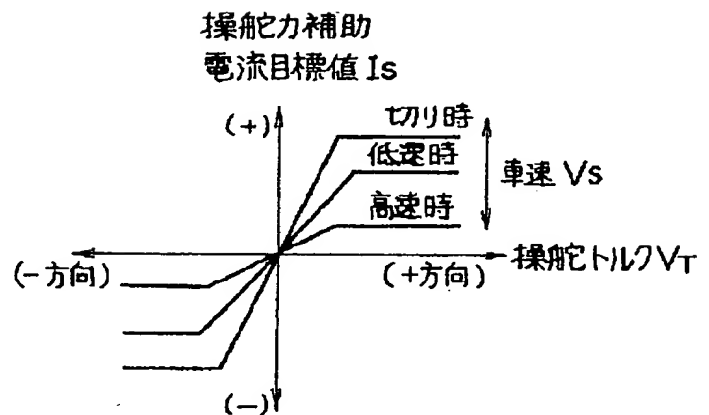 操舵力補助
電流目標値 Is
(+)
切り時
低速時
高速時
車速 Vs
(-方向)
(+方向)
操舵トルク VT
(-)